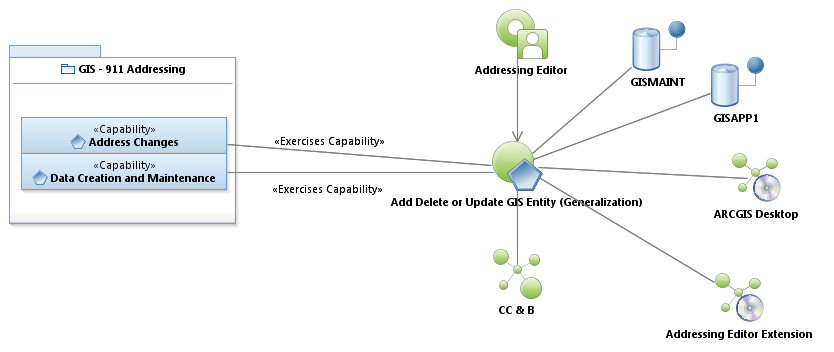 GIS - 911 Addressing
«Capability»
Address Changes
«Capability»
Data Creation and Maintenance
«Exercises Capability»
«Exercises Capability»
Addressing Editor
Add Delete or Update GIS Entity (Generalization)
CC & B
GISMAINT
GISAPP1
ARCGIS Desktop
Addressing Editor Extension